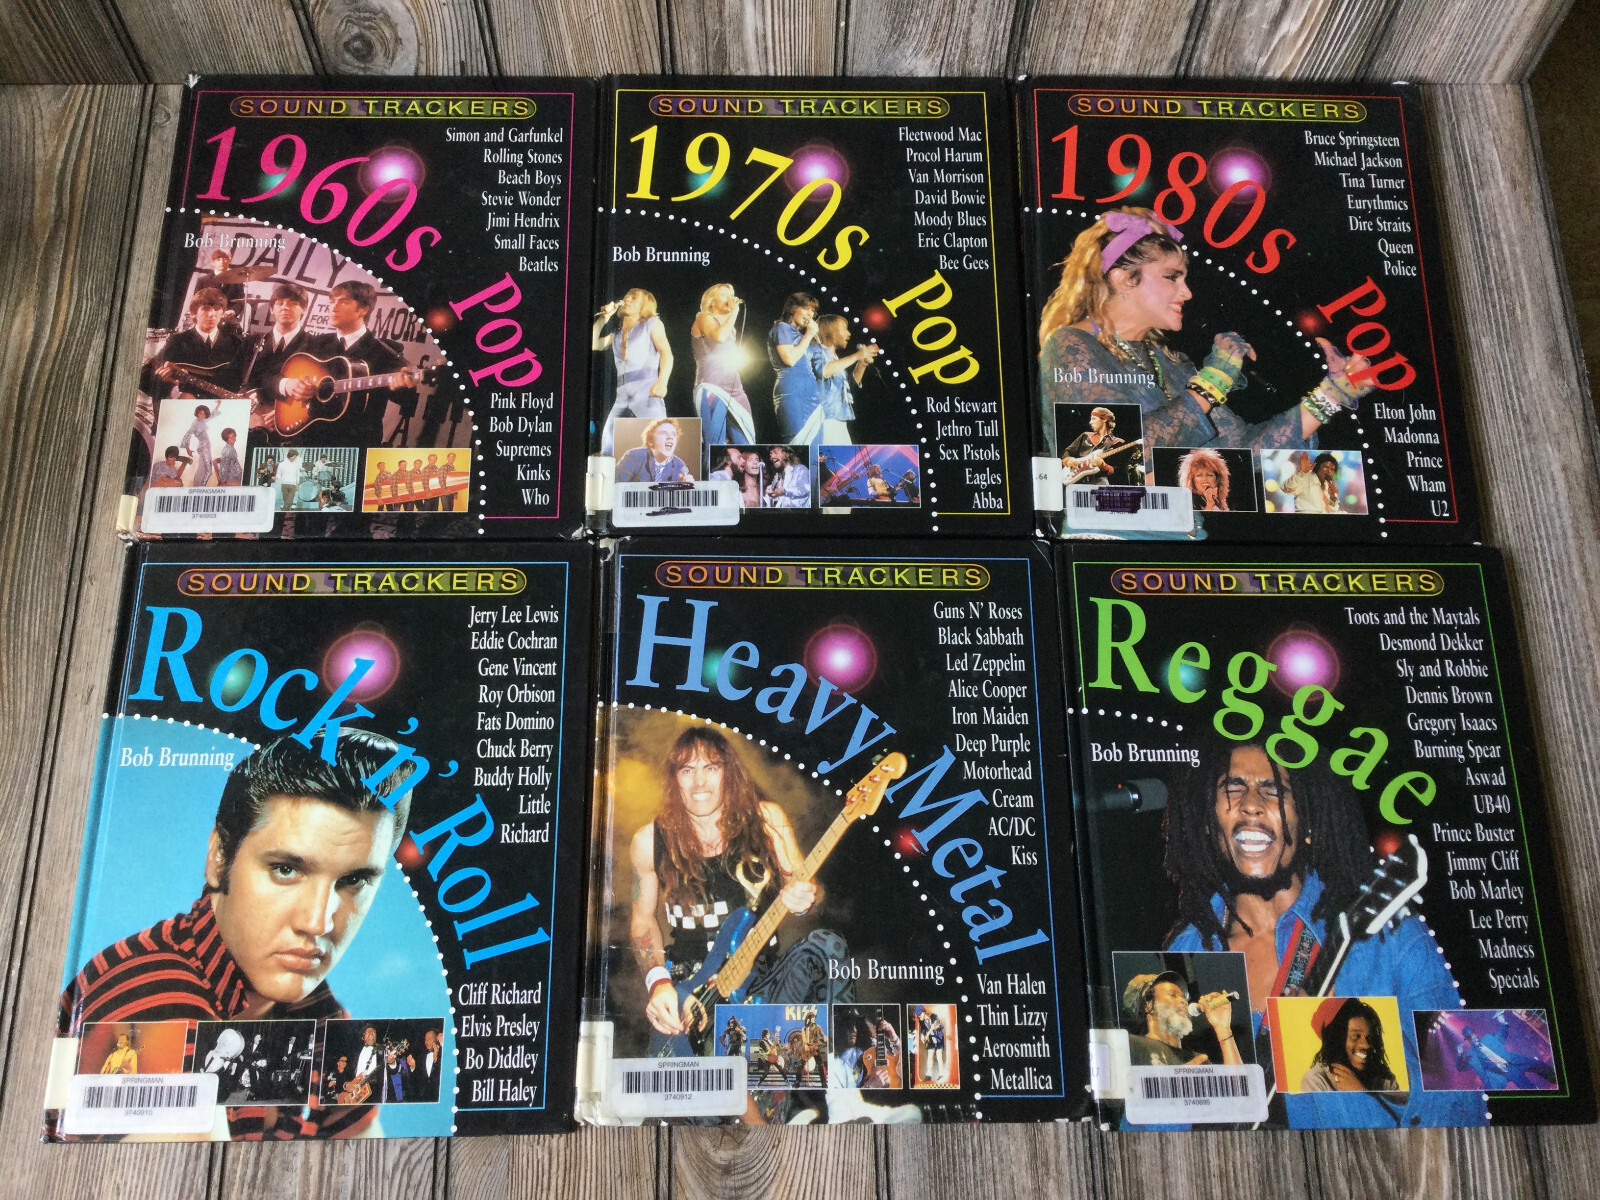 SOUND TRACKERS
1960s Pop
Simon and Garfunkel
Rolling Stones
Beach Boys
Stevie Wonder
Jimi Hendrix
Small Faces
Beatles
Bob Brunning
DAILY
MORE
Pink Floyd
Bob Dylan
Supremes
Kinks
Who
SPRINGMAN
3740903
SOUND TRACKERS
1970s Pop
Fleetwood Mac
Procol Harum
Van Morrison
David Bowie
Moody Blues
Eric Clapton
Bee Gees
Bob Brunning
Rod Stewart
Jethro Tull
Sex Pistols
Eagles
Abba
SOUND TRACKERS
1980s Pop
Bruce Springsteen
Michael Jackson
Tina Turner
Eurythmics
Dire Straits
Queen
Police
Bob Brunning
Elton John
Madonna
Prince
Wham
U2
.64
SOUND TRACKERS
Rock 'n' Roll
Jerry Lee Lewis
Eddie Cochran
Gene Vincent
Roy Orbison
Fats Domino
Chuck Berry
Buddy Holly
Little
Richard
Bob Brunning
Cliff Richard
Elvis Presley
Bo Diddley
Bill Haley
SPRINGMAN
3740910
SOUND TRACKERS
Heavy Metal
Guns N' Roses
Black Sabbath
Led Zeppelin
Alice Cooper
Iron Maiden
Deep Purple
Motorhead
Cream
AC/DC
Kiss
Bob Brunning
Van Halen
Thin Lizzy
Aerosmith
Metallica
KISS
SPRINGMAN
3740912
SOUND TRACKERS
Reggae
Toots and the Maytals
Desmond Dekker
Sly and Robbie
Dennis Brown
Gregory Isaacs
Burning Spear
Aswad
UB40
Prince Buster
Jimmy Cliff
Bob Marley
Lee Perry
Madness
Specials
Bob Brunning
SPRINGMAN